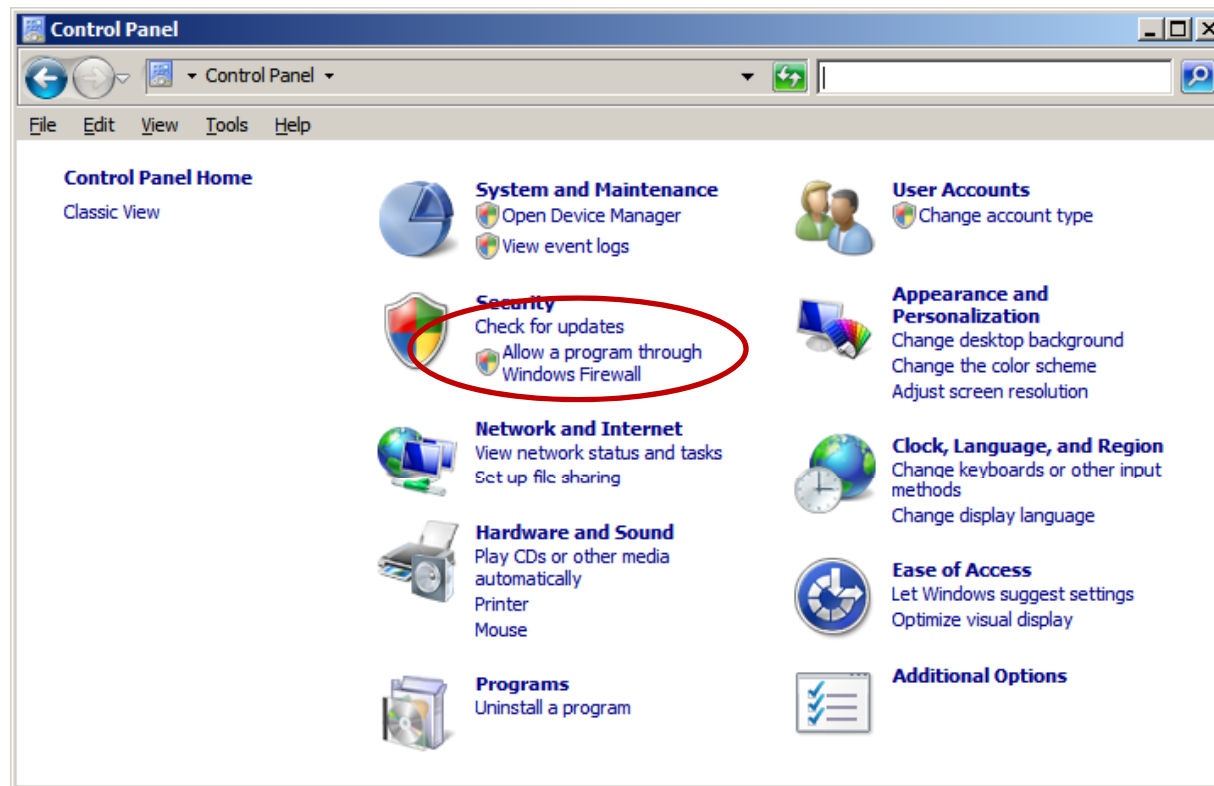 Control Panel
Control Panel
File Edit View Tools Help
Control Panel Home
Classic View
System and Maintenance
Open Device Manager
View event logs
Security
Check for updates
Allow a program through
Windows Firewall
Network and Internet
View network status and tasks
Set up file sharing
Hardware and Sound
Play CDs or other media
automatically
Printer
Mouse
Programs
Uninstall a program
User Accounts
Change account type
Appearance and
Personalization
Change desktop background
Change the color scheme
Adjust screen resolution
Clock, Language, and Region
Change keyboards or other input
methods
Change display language
Ease of Access
Let Windows suggest settings
Optimize visual display
Additional Options